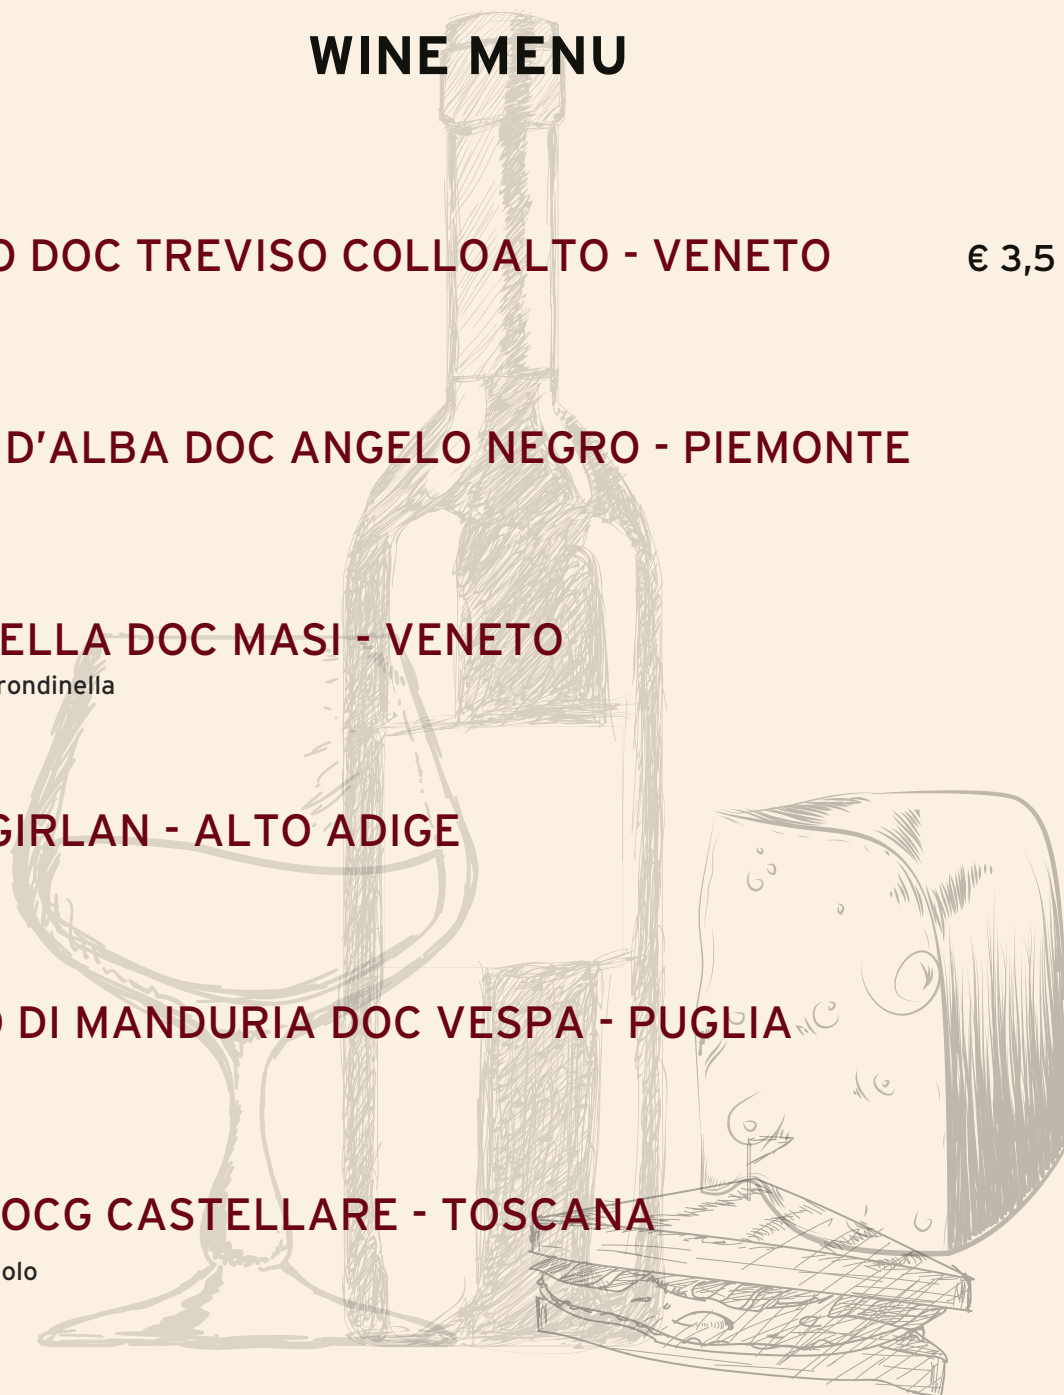 WINE MENU
O DOC TREVISO COLLOALTO - VENETO € 3,5
D'ALBA DOC ANGELO NEGRO - PIEMONTE
ELLA DOC MASI - VENETO
rondinella
GIRLAN - ALTO ADIGE
O DI MANDURIA DOC VESPA - PUGLIA
OCG CASTELLARE - TOSCANA
olo